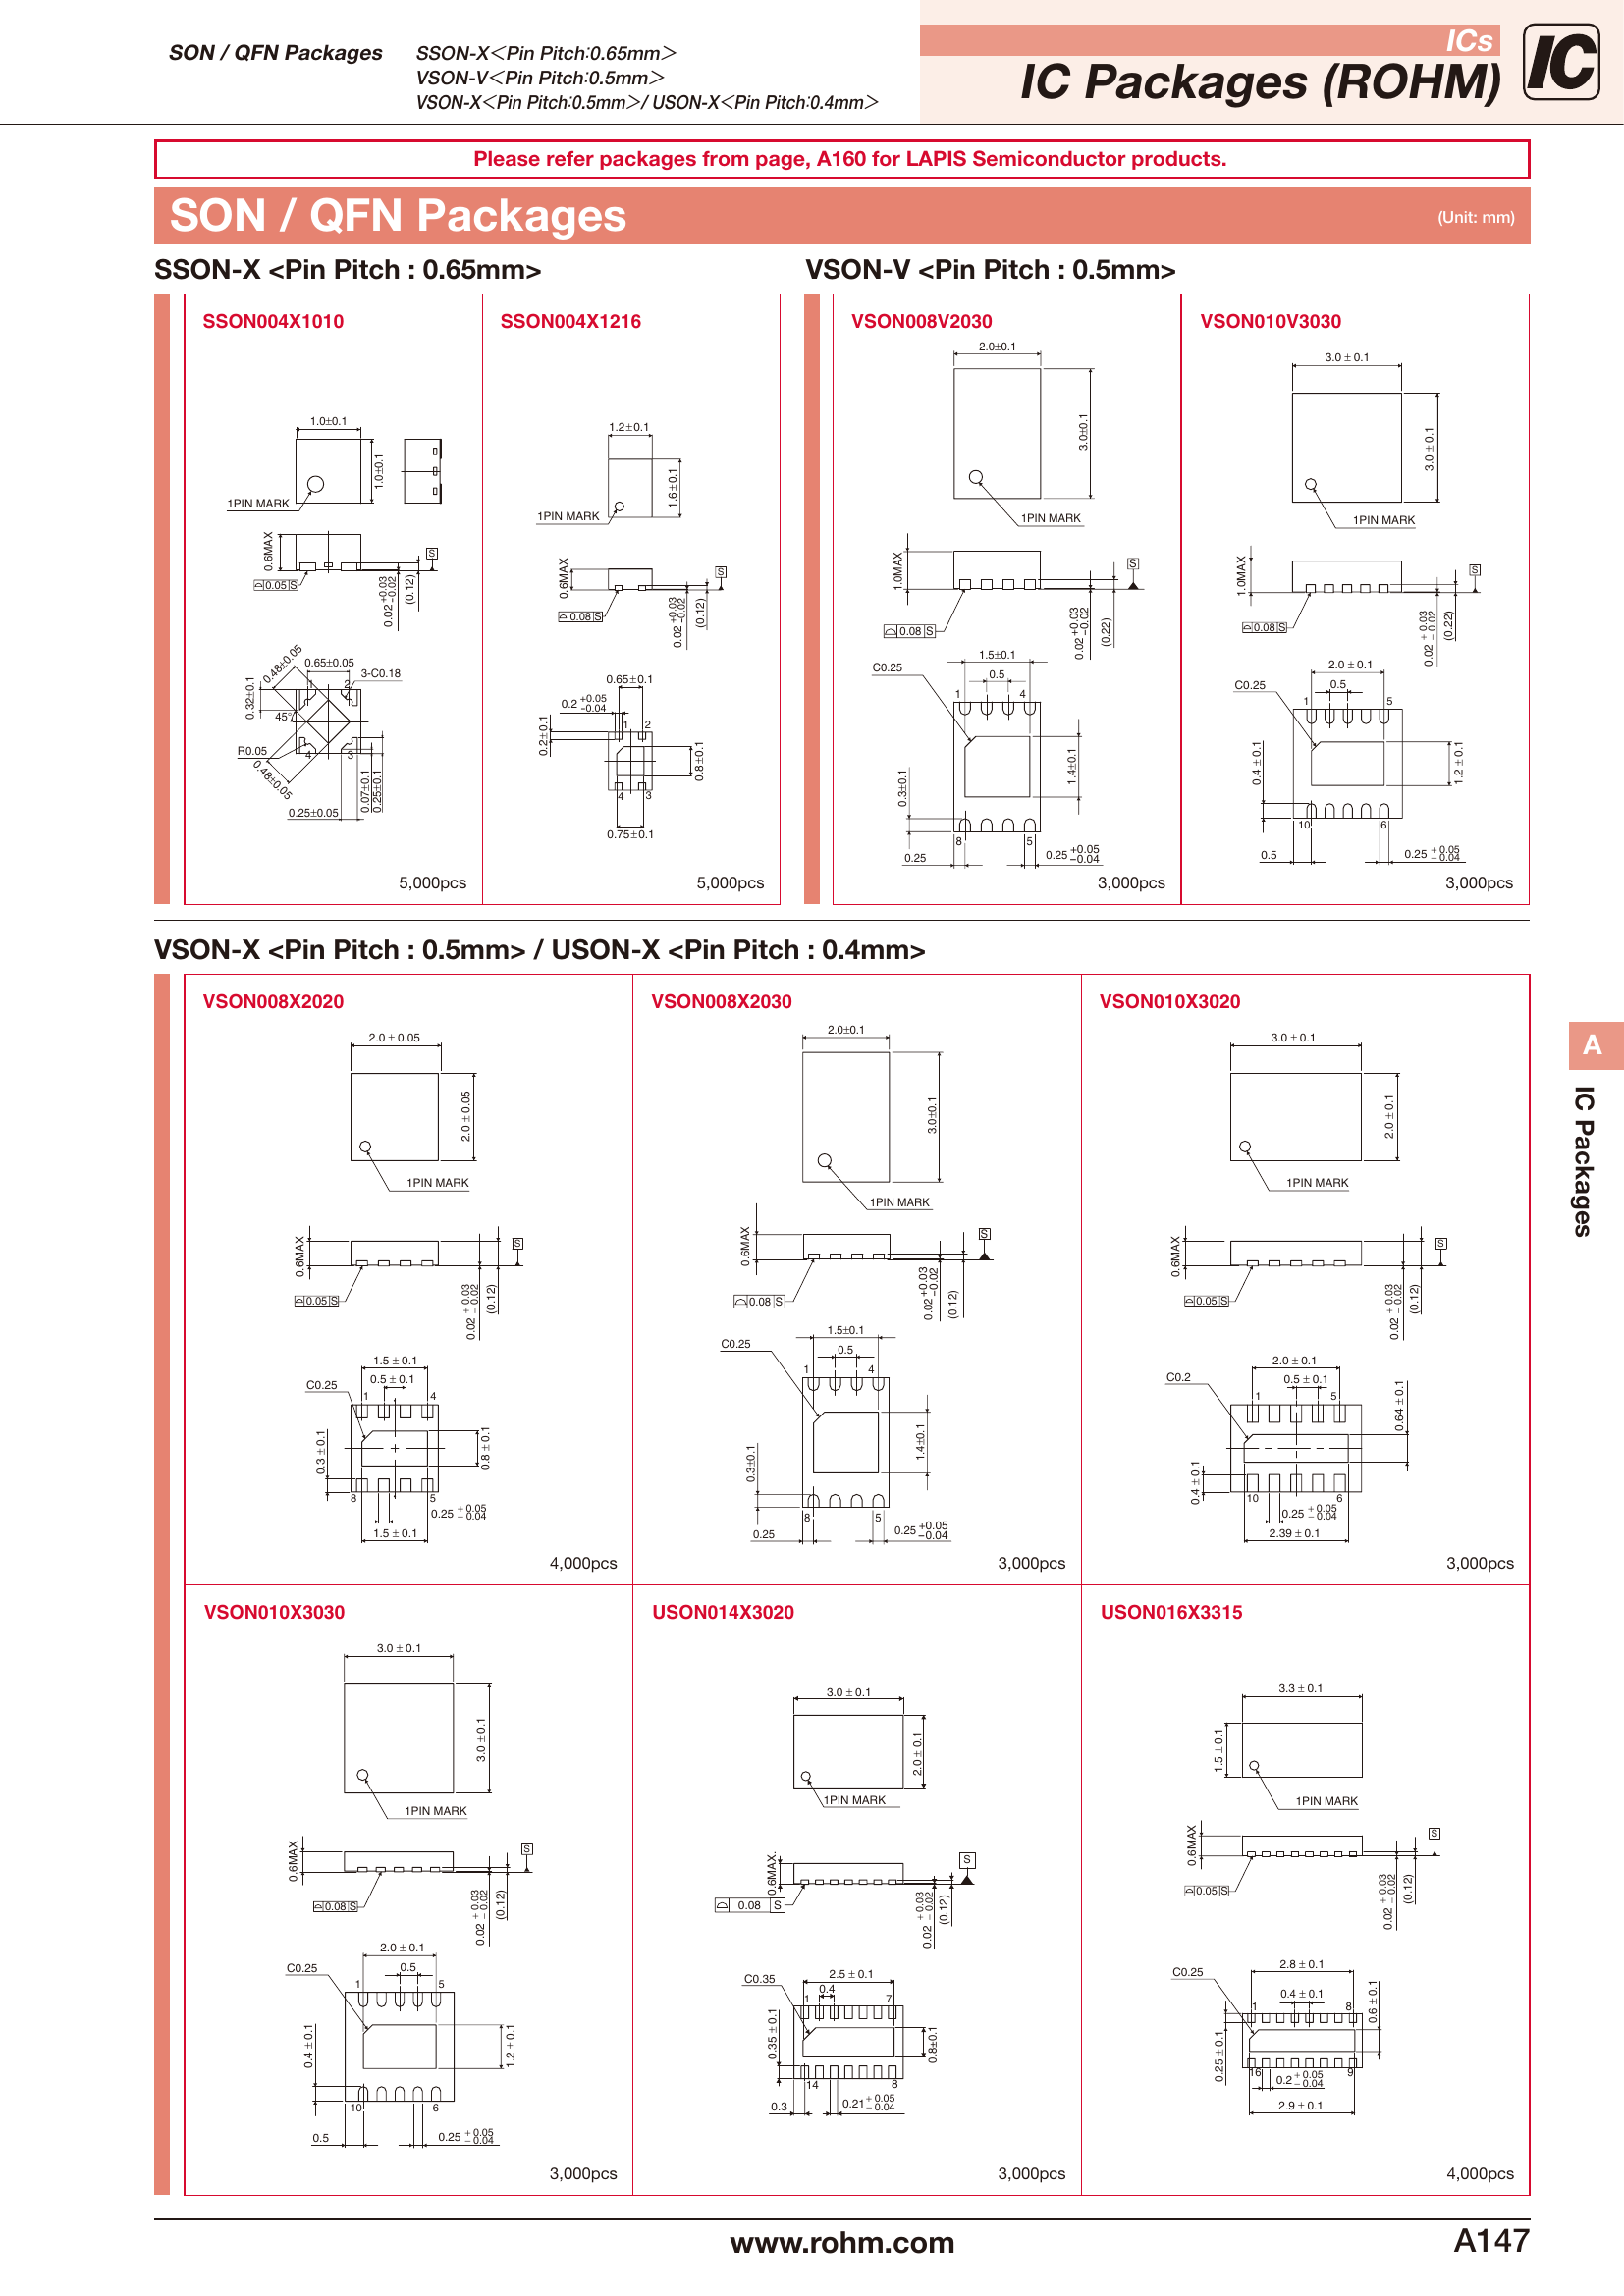 SON / QFN Packages
SSON-X<Pin Pitch:0.65mm>
VSON-V<Pin Pitch:0.5mm>
VSON-X<Pin Pitch:0.5mm>/ USON-X<Pin Pitch:0.4mm>
ICs
IC Packages (ROHM)
IC
Please refer packages from page, A160 for LAPIS Semiconductor products.
SON / QFN Packages
(Unit: mm)
SSON-X <Pin Pitch : 0.65mm>
SSON004X1010
1.0±0.1
1.0±0.1
1PIN MARK
0.6MAX
S
0.05 S
0.02 +0.03 -0.02
(0.12)
0.48±0.05
0.65±0.05
3-C0.18
1
2
0.32±0.1
45°
R0.05
4
3
0.48±0.05
0.07±0.1
0.25±0.1
0.25±0.05
5,000pcs
SSON004X1216
1.2±0.1
1.6±0.1
1PIN MARK
0.6MAX
S
0.08 S
0.02 +0.03 -0.02
(0.12)
0.65±0.1
0.2 +0.05 -0.04
1
2
0.2±0.1
0.8±0.1
4
3
0.75±0.1
5,000pcs
VSON-V <Pin Pitch : 0.5mm>
VSON008V2030
2.0±0.1
3.0±0.1
1PIN MARK
1.0MAX
S
0.08 S
0.02 +0.03 -0.02
(0.22)
1.5±0.1
C0.25
0.5
1
4
1.4±0.1
0.3±0.1
8
5
0.25
0.25 +0.05 -0.04
3,000pcs
VSON010V3030
3.0 ± 0.1
3.0 ± 0.1
1PIN MARK
1.0MAX
S
0.08 S
0.02 + 0.03 - 0.02
(0.22)
2.0 ± 0.1
C0.25
0.5
1
5
0.4 ± 0.1
1.2 ± 0.1
10
6
0.5
0.25 + 0.05 - 0.04
3,000pcs
VSON-X <Pin Pitch : 0.5mm> / USON-X <Pin Pitch : 0.4mm>
VSON008X2020
2.0 ± 0.05
2.0 ± 0.05
1PIN MARK
0.6MAX
S
0.05 S
0.02 + 0.03 - 0.02
(0.12)
1.5 ± 0.1
C0.25
0.5 ± 0.1
1
4
0.3 ± 0.1
0.8 ± 0.1
8
5
0.25 + 0.05 - 0.04
1.5 ± 0.1
4,000pcs
VSON008X2030
2.0±0.1
3.0±0.1
1PIN MARK
0.6MAX
S
0.08 S
0.02 +0.03 -0.02
(0.12)
1.5±0.1
C0.25
0.5
1
4
1.4±0.1
0.3±0.1
8
5
0.25
0.25 +0.05 -0.04
3,000pcs
VSON010X3020
3.0 ± 0.1
2.0 ± 0.1
1PIN MARK
0.6MAX
S
0.05 S
0.02 + 0.03 - 0.02
(0.12)
2.0 ± 0.1
C0.2
0.5 ± 0.1
1
5
0.64 ± 0.1
0.4 ± 0.1
10
6
0.25 + 0.05 - 0.04
2.39 ± 0.1
3,000pcs
VSON010X3030
3.0 ± 0.1
3.0 ± 0.1
1PIN MARK
0.6MAX
S
0.08 S
0.02 + 0.03 - 0.02
(0.12)
2.0 ± 0.1
C0.25
0.5
1
5
0.4 ± 0.1
1.2 ± 0.1
10
6
0.5
0.25 + 0.05 - 0.04
3,000pcs
USON014X3020
3.0 ± 0.1
2.0 ± 0.1
1PIN MARK
0.6MAX.
S
0.08 S
0.02 + 0.03 - 0.02
(0.12)
2.5 ± 0.1
C0.35
0.4
1
7
0.35 ± 0.1
0.8±0.1
14
8
0.3
0.21 + 0.05 - 0.04
3,000pcs
USON016X3315
3.3 ± 0.1
1.5 ± 0.1
1PIN MARK
0.6MAX
S
0.05 S
0.02 + 0.03 - 0.02
(0.12)
2.8 ± 0.1
C0.25
0.4 ± 0.1
1
8
0.6 ± 0.1
0.25 ± 0.1
16
9
0.2 + 0.05 - 0.04
2.9 ± 0.1
4,000pcs
A
IC Packages
www.rohm.com
A147